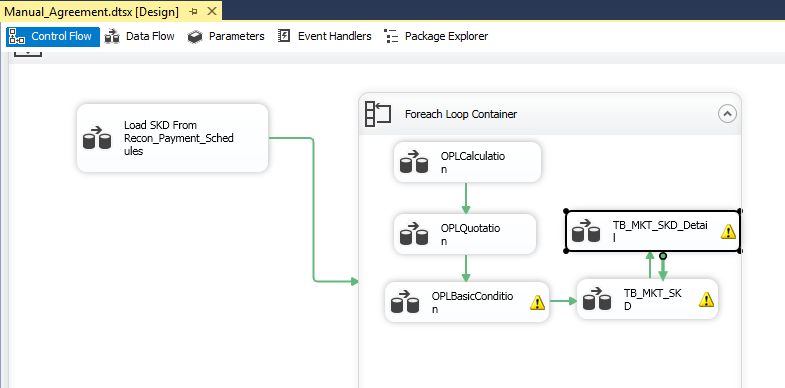 Manual_Agreement.dtsx [Design]
Control Flow
Data Flow
Parameters
Event Handlers
Package Explorer
Load SKD From
Recon_Payment_Sched
ules
Foreach Loop Container
OPLCalculatio
n
OPLQuotatio
n
OPLBasicConditio
n
TB_MKT_SK
D
TB_MKT_SKD_Detai
l